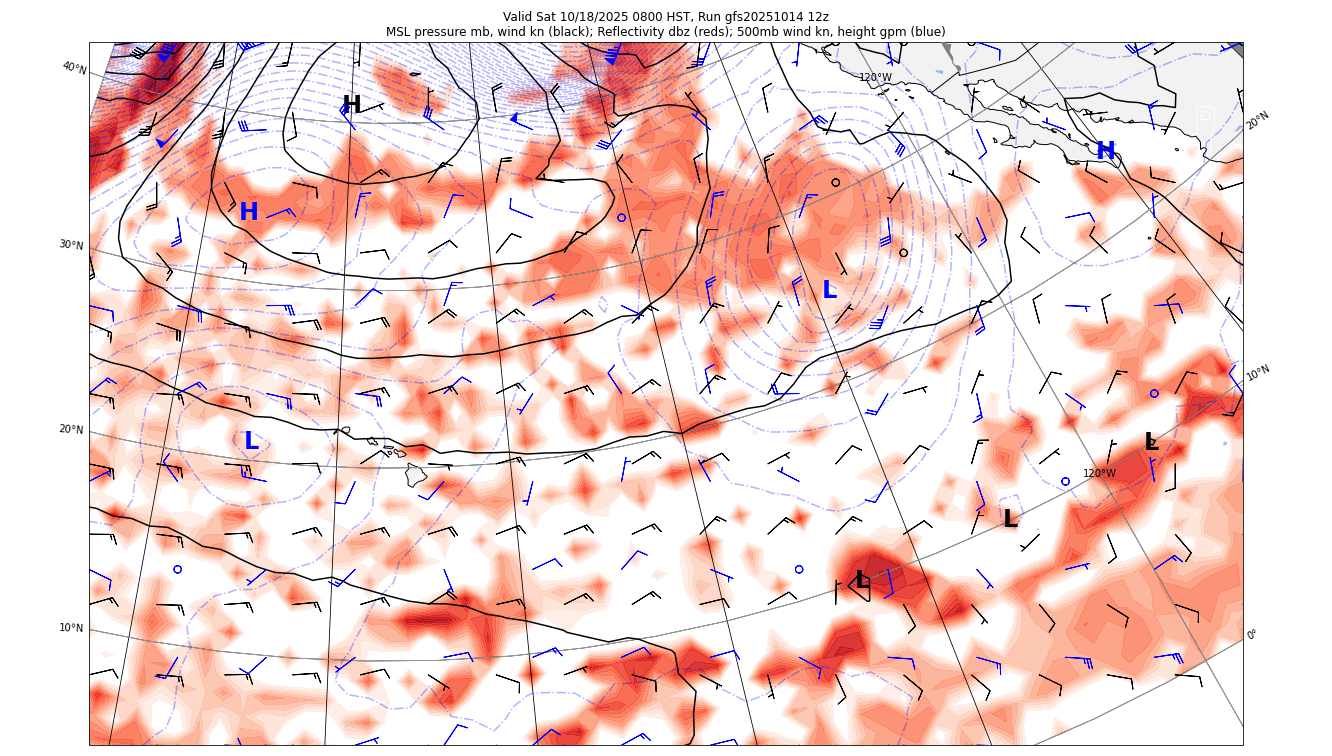 Valid Sat 10/18/2025 0800 HST, Run gfs20251014 12z
MSL pressure mb, wind kn (black); Reflectivity dbz (reds); 500mb wind kn, height gpm (blue)
40°N
120°W
H
20°N
H
H
30°N
L
10°N
20°N
L
L
120°W
L
L
10°N
0°